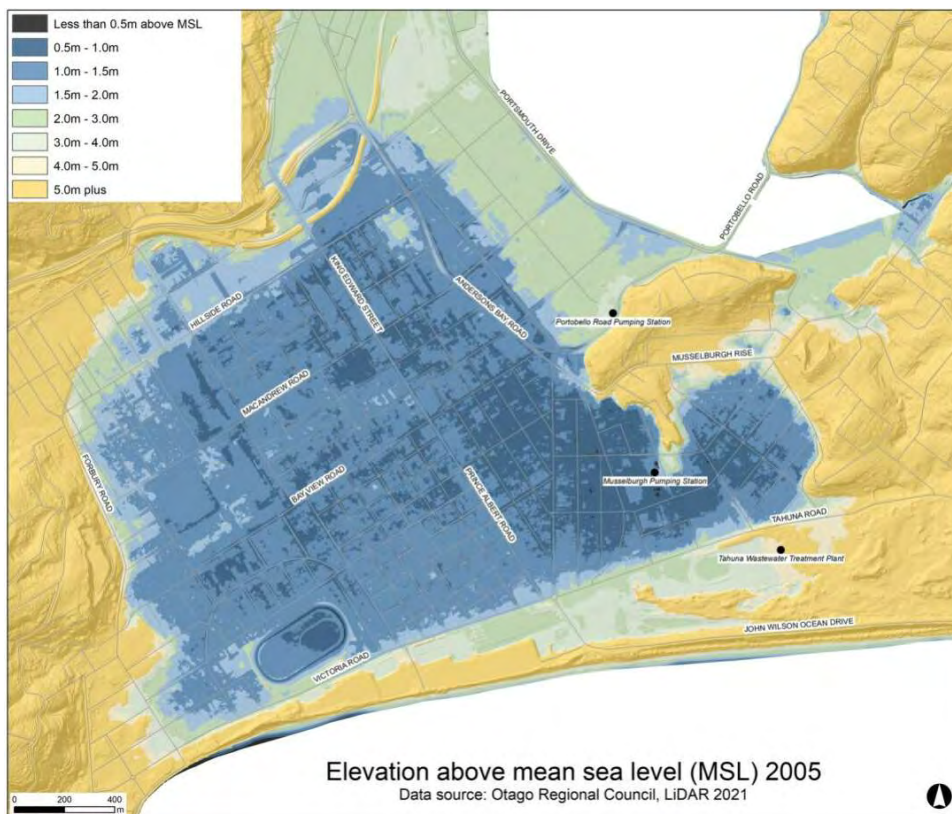 Less than 0.5m above MSL
0.5m - 1.0m
1.0m - 1.5m
1.5m - 2.0m
2.0m - 3.0m
3.0m - 4.0m
4.0m - 5.0m
5.0m plus
PORTSMOUTH DRIVE
PORTOBELLO ROAD
KING EDWARD STREET
ANDERSONS BAY ROAD
HILLSIDE ROAD
Portobello Road Pumping Station
MUSSELBURGH RISE
MAC ANDREW ROAD
FORBURY ROAD
BAY VIEW ROAD
PRINCE ALBERT ROAD
Musselburgh Pumping Station
TAHUNA ROAD
Tahuna Wastewater Treatment Plant
JOHN WILSON OCEAN DRIVE
VICTORIA ROAD
Elevation above mean sea level (MSL) 2005
Data source: Otago Regional Council, LiDAR 2021
0 200 400
m